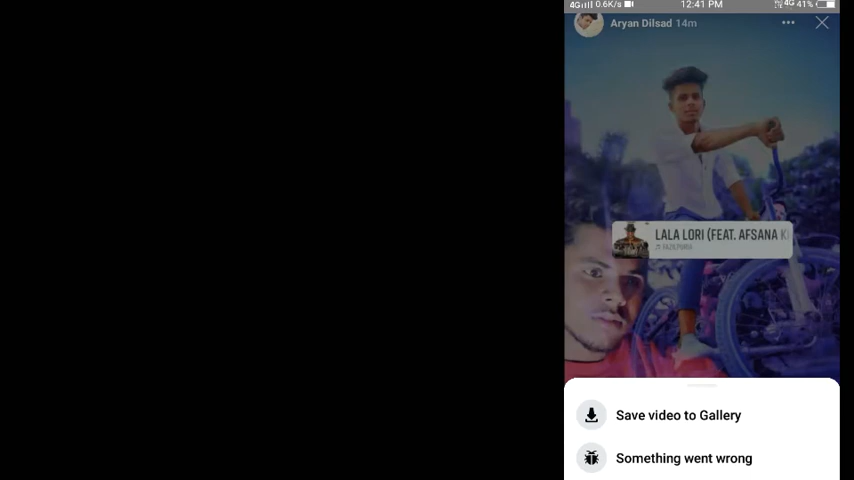 4G 0.6K/s 12:41 PM 4G 41%
Aryan Dilsad 14m
LALA LORI (FEAT. AFSANA K
FAZILPURIA
Save video to Gallery
Something went wrong